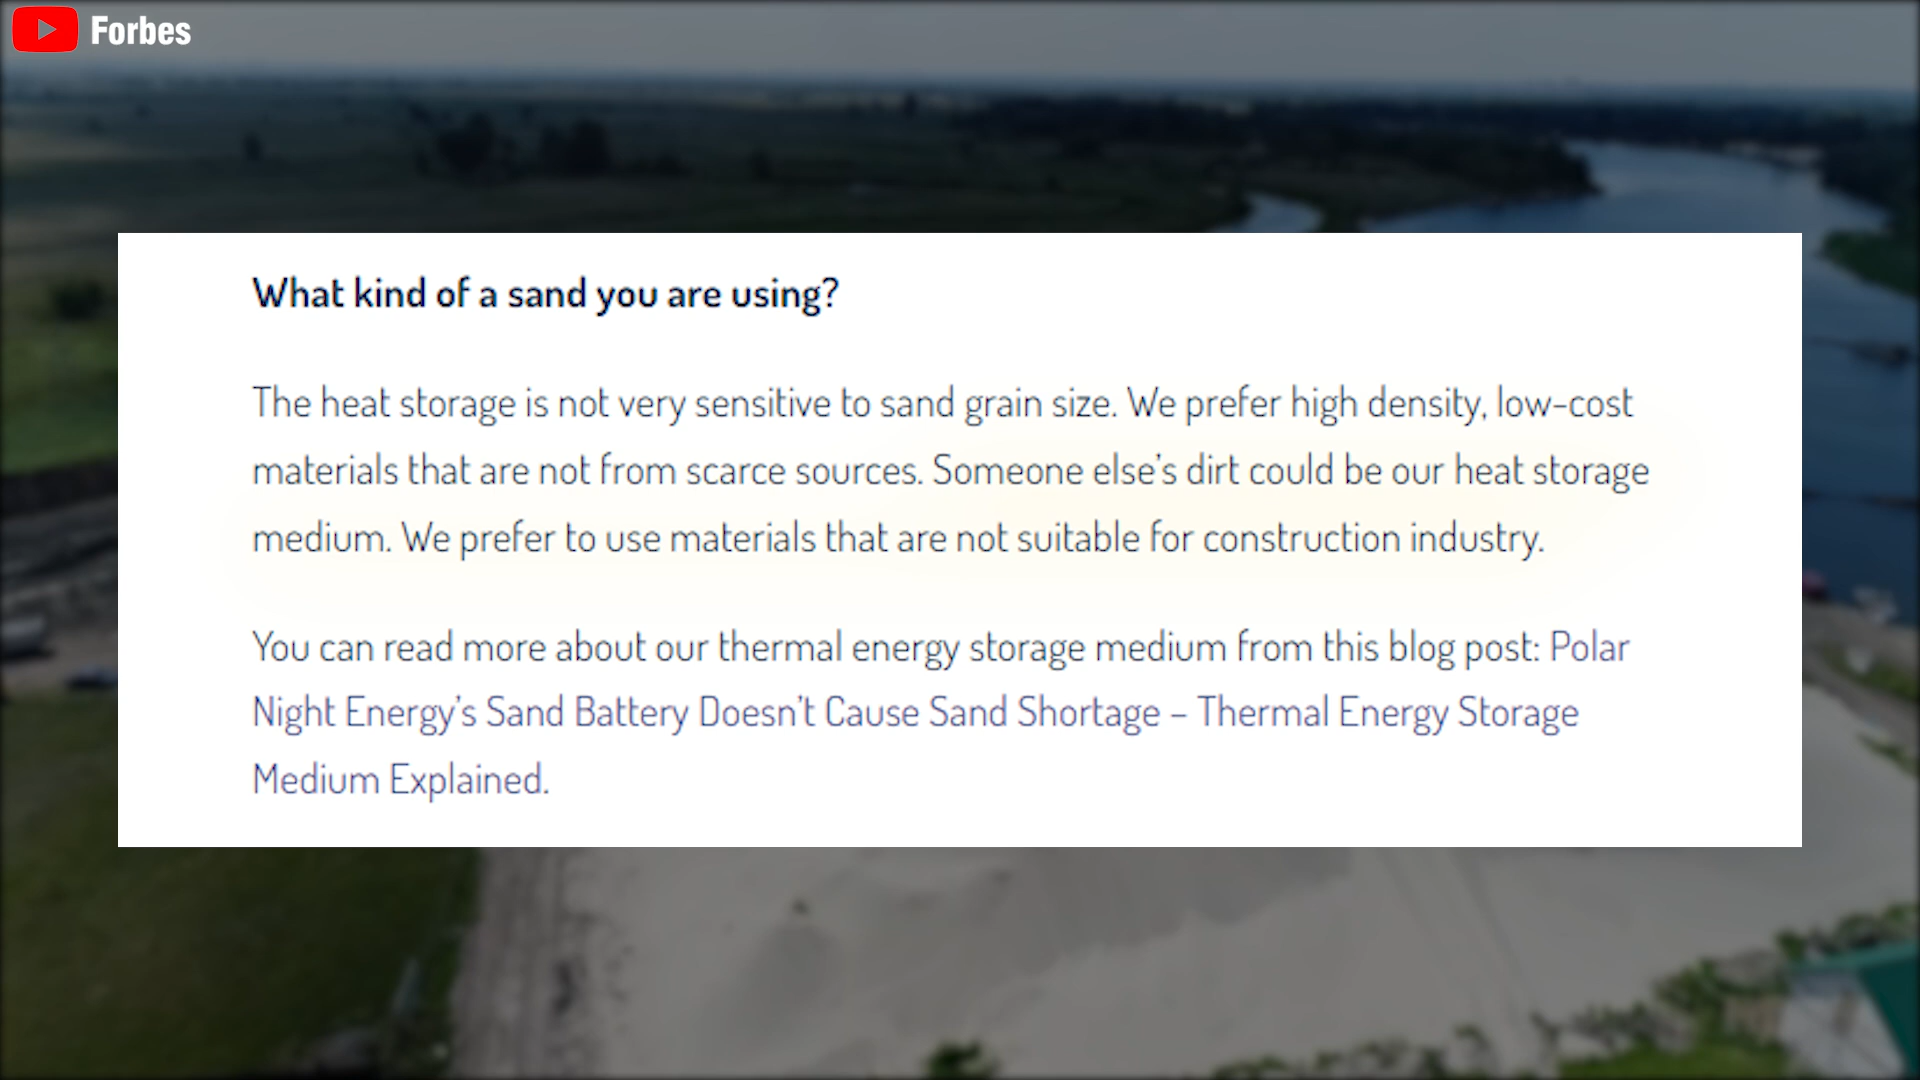 Forbes
What kind of a sand you are using?
The heat storage is not very sensitive to sand grain size. We prefer high density, low-cost
materials that are not from scarce sources. Someone else's dirt could be our heat storage
medium. We prefer to use materials that are not suitable for construction industry.
You can read more about our thermal energy storage medium from this blog post: Polar
Night Energy's Sand Battery Doesn't Cause Sand Shortage – Thermal Energy Storage
Medium Explained.